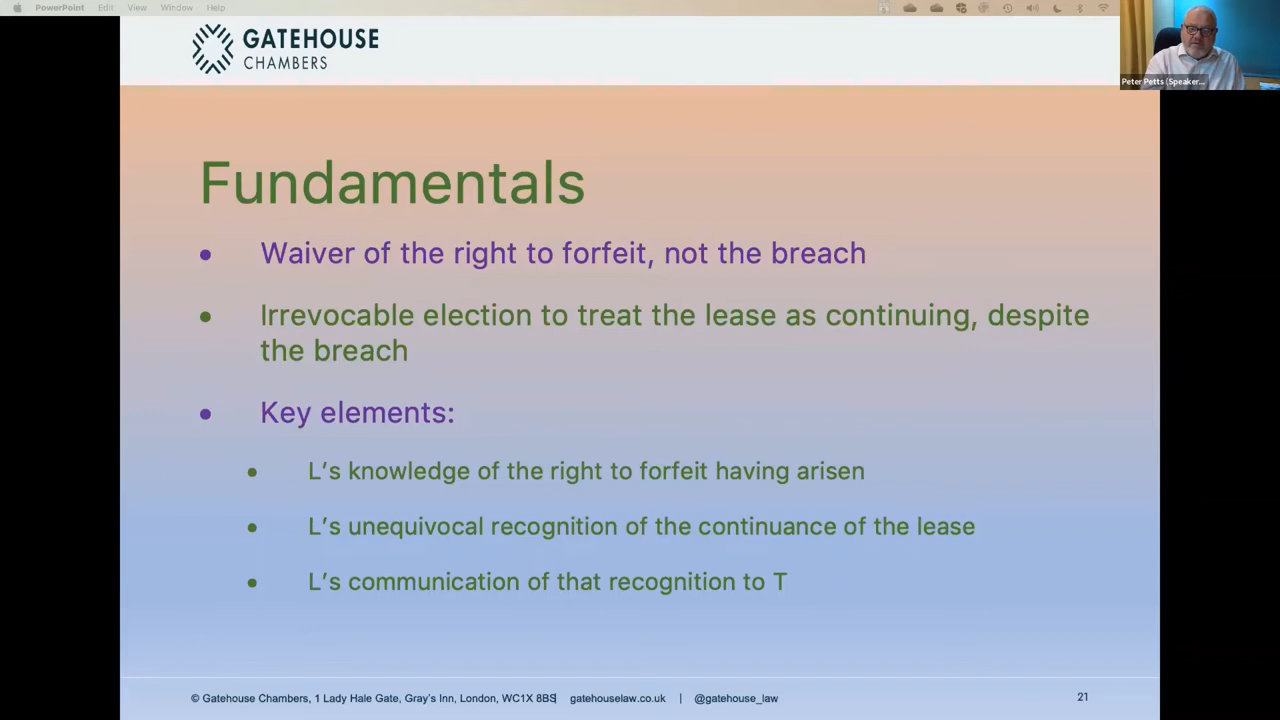 PowerPoint Edit View Window Help
GATEHOUSE
CHAMBERS
Peter Petts (Speaker...
Fundamentals
• Waiver of the right to forfeit, not the breach
• Irrevocable election to treat the lease as continuing, despite
the breach
• Key elements:
• L’s knowledge of the right to forfeit having arisen
• L’s unequivocal recognition of the continuance of the lease
• L’s communication of that recognition to T
© Gatehouse Chambers, 1 Lady Hale Gate, Gray’s Inn, London, WC1X 8BS| gatehouselaw.co.uk | @gatehouse_law 21